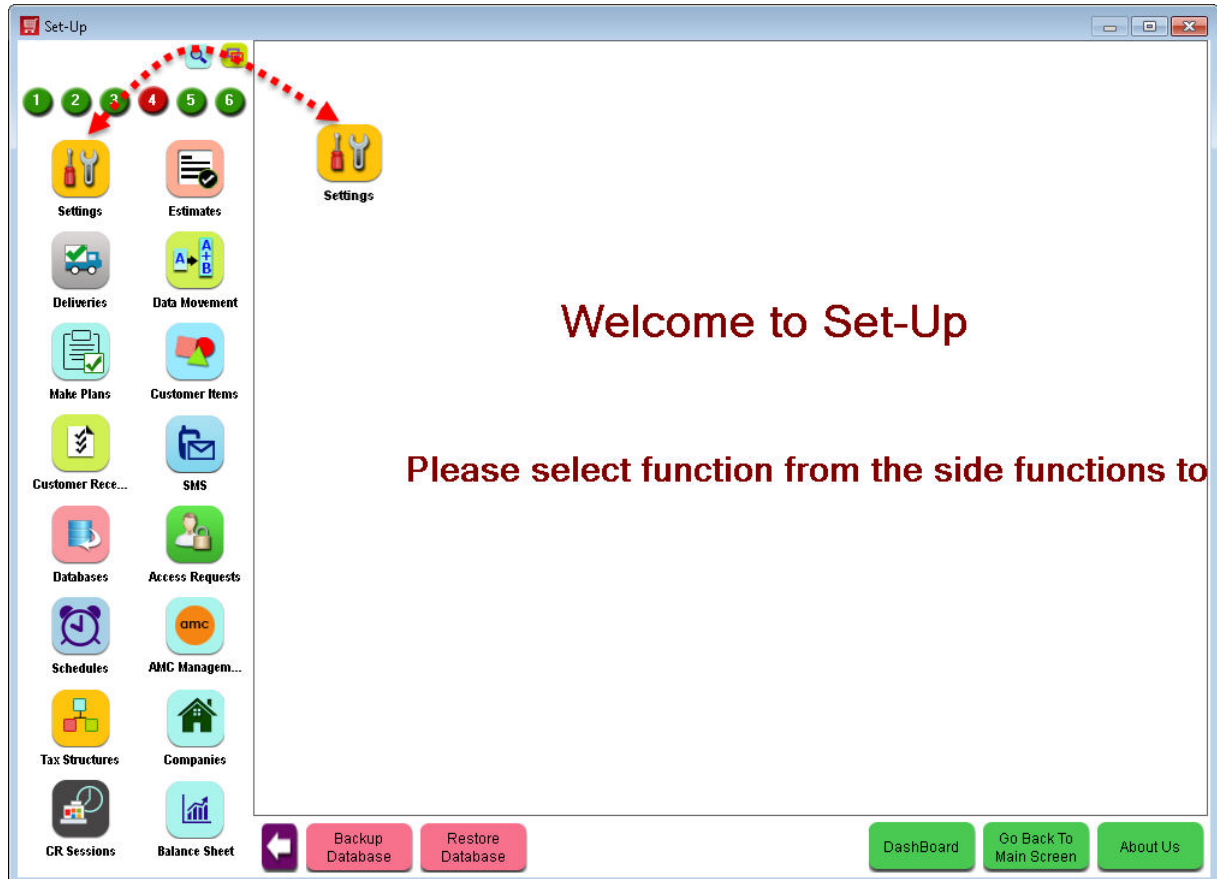 Set-Up
1 2 3 4 5 6
Settings
Estimates
Deliveries
Data Movement
A
A
+
B
Make Plans
Customer Items
Customer Rece...
SMS
Databases
Access Requests
Schedules
amc
AMC Managem...
Tax Structures
Companies
CR Sessions
Balance Sheet
Settings
Welcome to Set-Up
Please select function from the side functions to
Backup
Database
Restore
Database
DashBoard
Go Back To
Main Screen
About Us